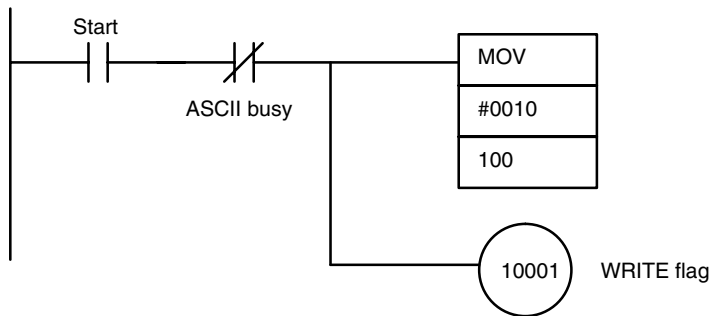 Start
ASCII busy
MOV
#0010
100
10001
WRITE flag